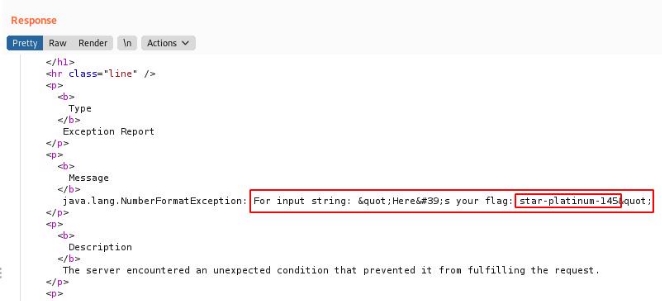 Response
Pretty Raw Render \n Actions
</h1>
<hr class="line" />
<p>
<b>
Type
</b>
Exception Report
</p>
<p>
<b>
Message
</b>
java.lang.NumberFormatException: For input string: &quot;Here&#39;s your flag: star-platinum-145&quot;
</p>
<p>
<b>
Description
</b>
The server encountered an unexpected condition that prevented it from fulfilling the request.
</p>
<p>